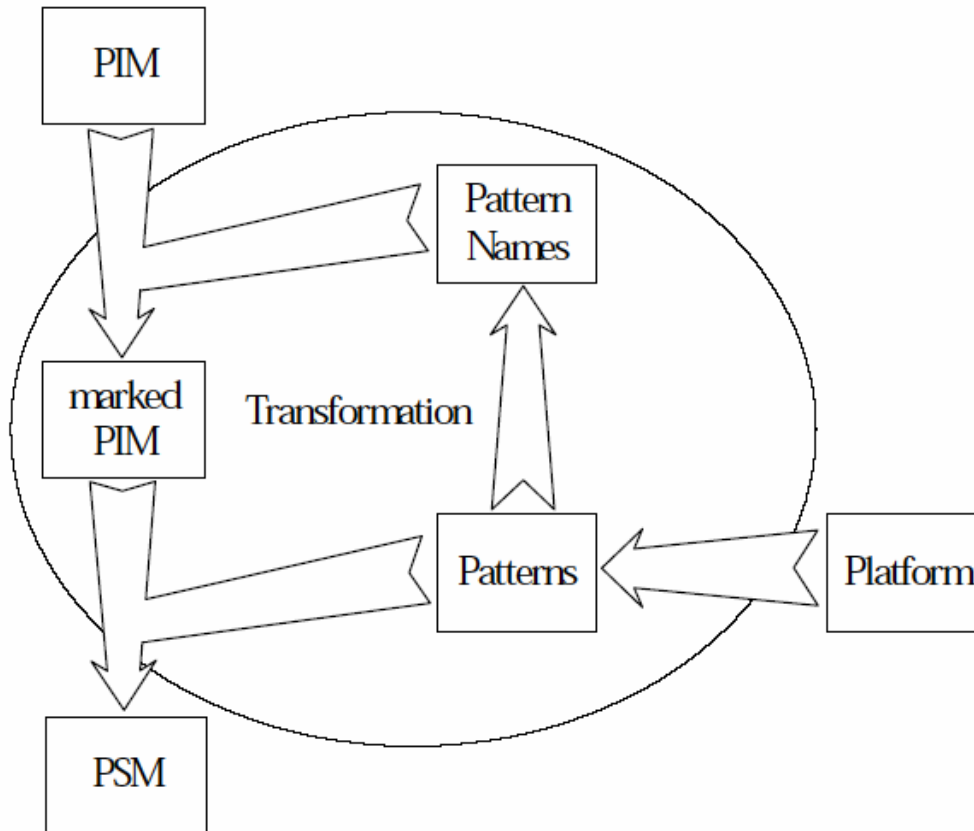 PIM
Pattern
Names
marked
PIM
Transformation
Patterns
Platform
PSM